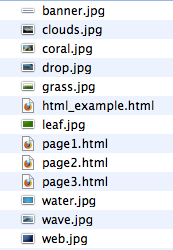 banner.jpg
clouds.jpg
coral.jpg
drop.jpg
grass.jpg
html_example.html
leaf.jpg
page1.html
page2.html
page3.html
water.jpg
wave.jpg
web.jpg